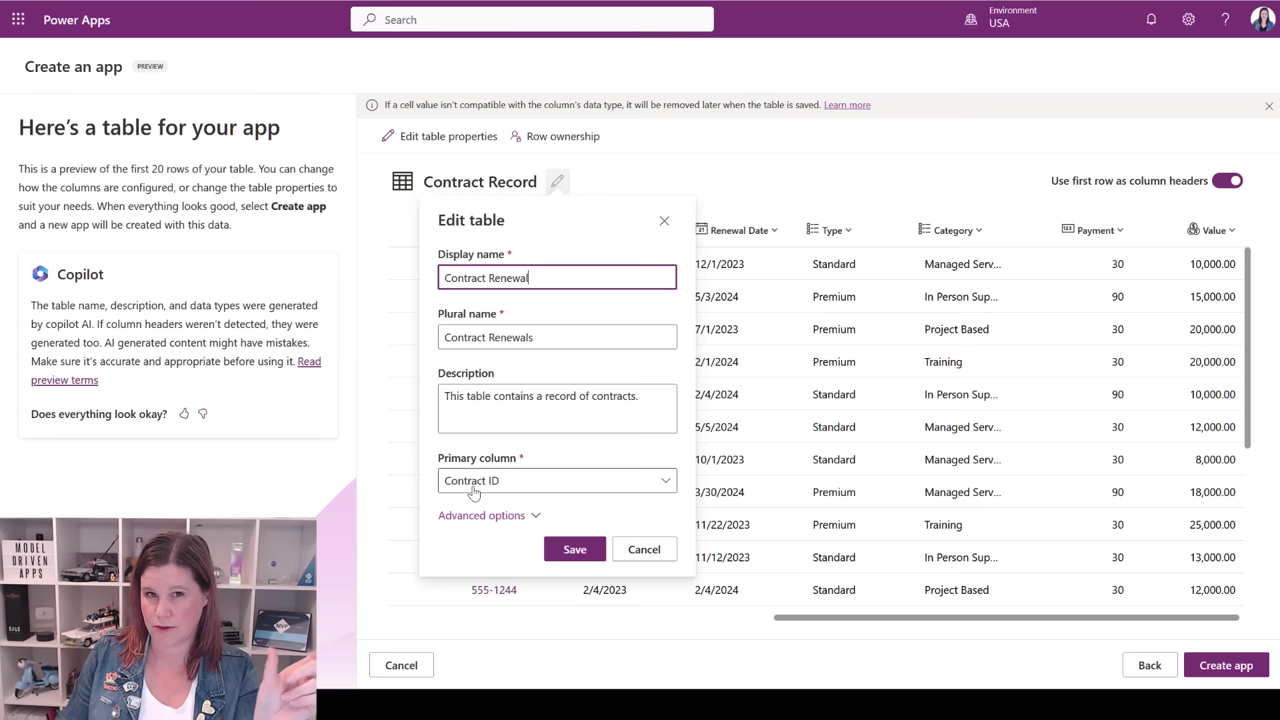 Power Apps
Search
Environment
USA
Create an app
PREVIEW
Here's a table for your app
This is a preview of the first 20 rows of your table. You can change
how the columns are configured, or change the table properties to
suit your needs. When everything looks good, select Create app
and a new app will be created with this data.
Copilot
The table name, description, and data types were generated
by copilot AI. If column headers weren't detected, they were
generated too. AI generated content might have mistakes.
Make sure it's accurate and appropriate before using it. Read
preview terms
Does everything look okay?
If a cell value isn't compatible with the column's data type, it will be removed later when the table is saved. Learn more
Edit table properties
Row ownership
Contract Record
Use first row as column headers
Edit table
Display name *
Contract Renewal
Plural name *
Contract Renewals
Description
This table contains a record of contracts.
Primary column *
Contract ID
Advanced options
Save
Cancel
Renewal Date Type Category Payment Value
12/1/2023 Standard Managed Serv... 30 10,000.00
5/3/2024 Premium In Person Sup... 90 15,000.00
7/1/2023 Premium Project Based 30 20,000.00
2/1/2024 Premium Training 30 20,000.00
2/4/2024 Standard In Person Sup... 90 10,000.00
5/5/2024 Standard Managed Serv... 30 12,000.00
10/1/2023 Standard Managed Serv... 30 8,000.00
3/30/2024 Standard Managed Serv... 90 18,000.00
11/22/2023 Premium Training 30 25,000.00
11/12/2023 Standard In Person Sup... 30 13,000.00
555-1244 2/4/2023 2/4/2024 Standard Project Based 30 12,000.00
Cancel
Back
Create app
MODEL
DRIVEN
APPS
MVP